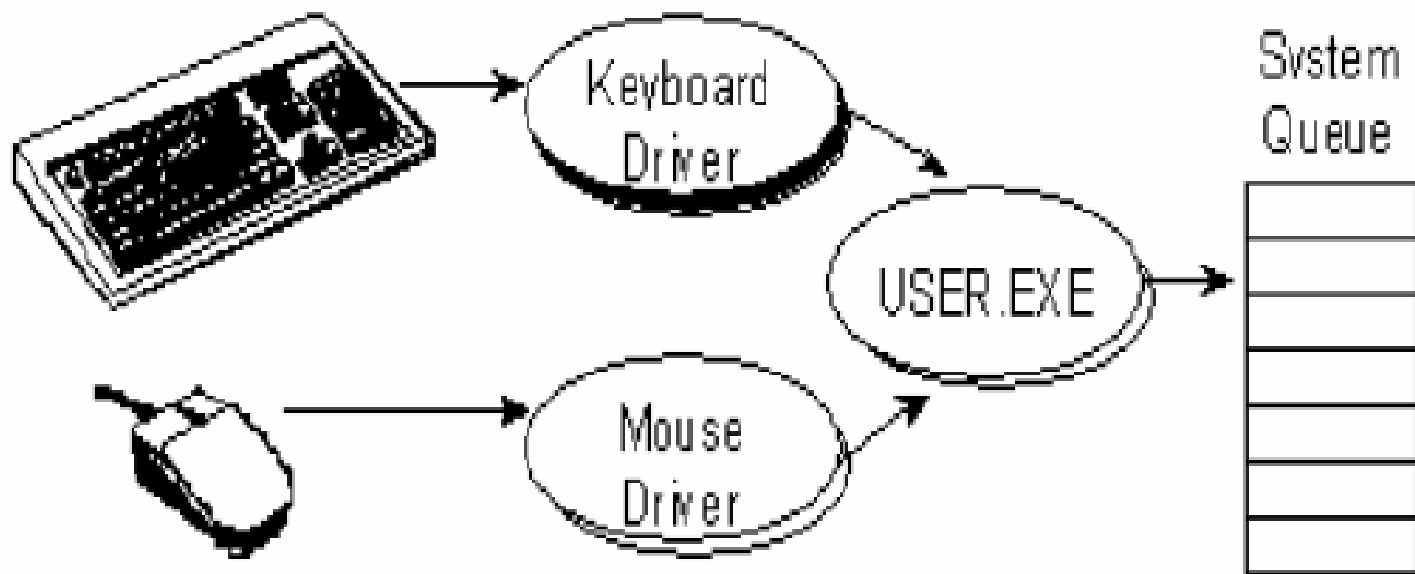 Keyboard
Driver
System
Queue
USER.EXE
Mouse
Driver